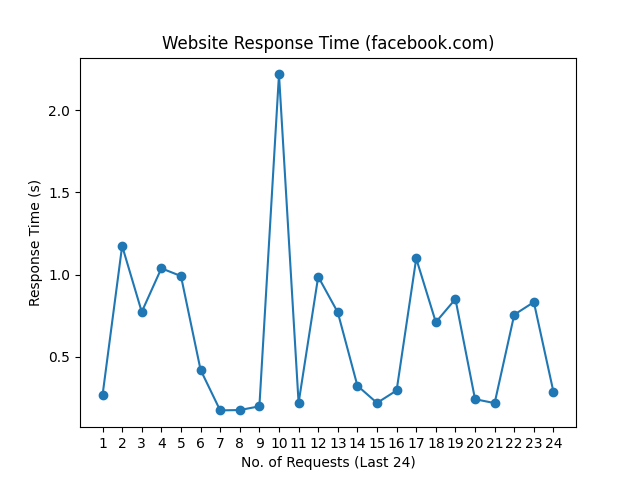 Website Response Time (facebook.com)
2.0
1.5
1.0
0.5
Response Time (s)
1 2 3 4 5 6 7 8 9 10 11 12 13 14 15 16 17 18 19 20 21 22 23 24
No. of Requests (Last 24)